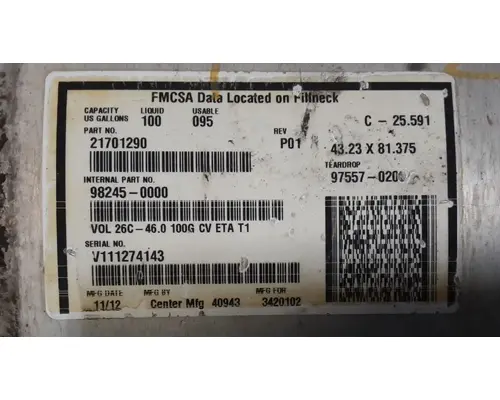 FMCSA Data Located on Fillneck
CAPACITY LIQUID USABLE
US GALLONS 100 095 C - 25.591
PART NO. REV
21701290 P01 43.23 X 81.375
TEARDROP
INTERNAL PART NO. 97557-020
98245-0000
VOL 26C-46.0 100G CV ETA T1
SERIAL NO.
V111274143
MFG DATE MFG BY MFG FOR
11/12 Center Mfg 40943 3420102